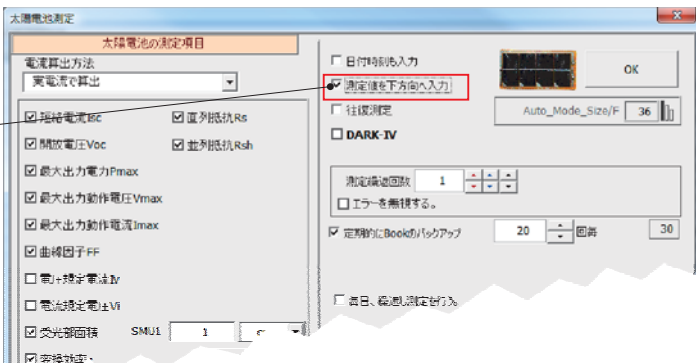 太陽電池測定
太陽電池の測定項目
電流算出方法
実電流で算出
短絡電流Isc
直列抵抗Rs
開放電圧Voc
並列抵抗Rsh
最大出力電力Pmax
最大出力動作電圧Vmax
最大出力動作電流Imax
曲線因子FF
電圧規定電流Iv
電流規定電圧Vi
受光部面積 SMU1 1
変換効率
日付時刻も入力
測定値を下方向へ入力
往復測定
DARK-IV
OK
Auto_Mode_Size/F 36
測定繰返回数 1
エラーを無視する。
定期的にBookのバックアップ 20 回毎 30
毎日、繰返し測定を行う。